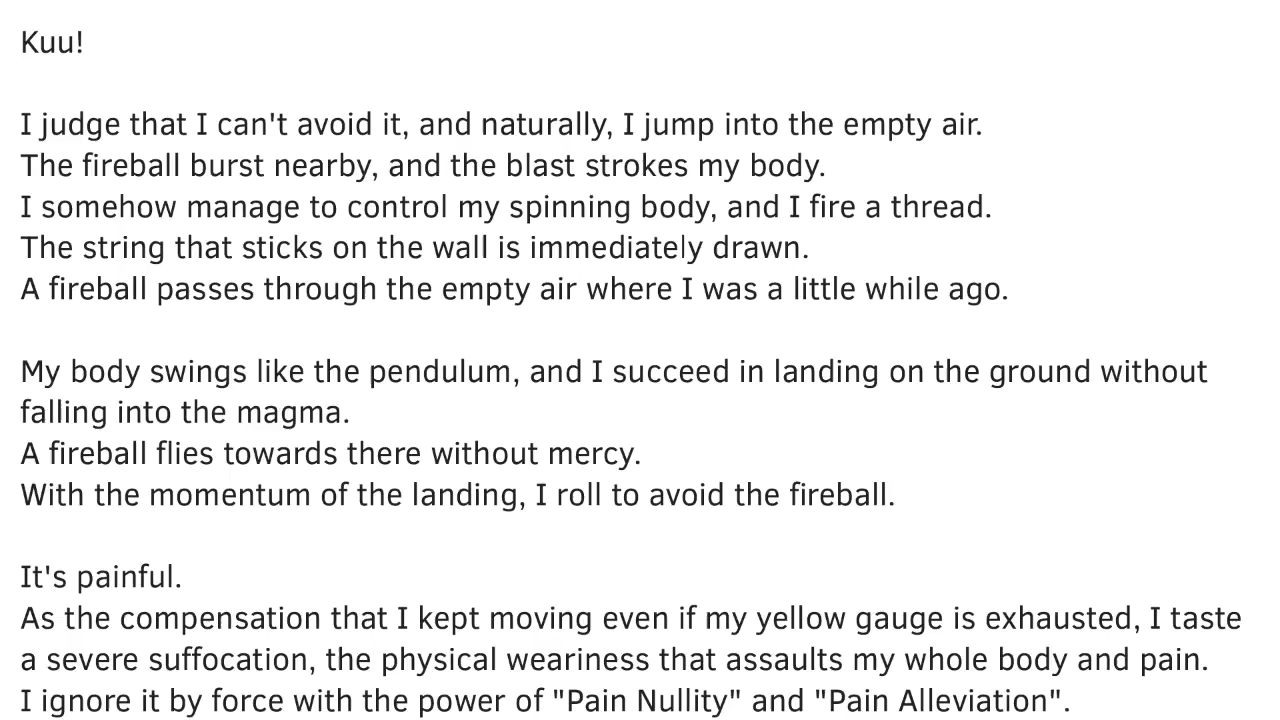 Kuu!
I judge that I can't avoid it, and naturally, I jump into the empty air.
The fireball burst nearby, and the blast strokes my body.
I somehow manage to control my spinning body, and I fire a thread.
The string that sticks on the wall is immediately drawn.
A fireball passes through the empty air where I was a little while ago.
My body swings like the pendulum, and I succeed in landing on the ground without
falling into the magma.
A fireball flies towards there without mercy.
With the momentum of the landing, I roll to avoid the fireball.
It's painful.
As the compensation that I kept moving even if my yellow gauge is exhausted, I taste
a severe suffocation, the physical weariness that assaults my whole body and pain.
I ignore it by force with the power of "Pain Nullity" and "Pain Alleviation".